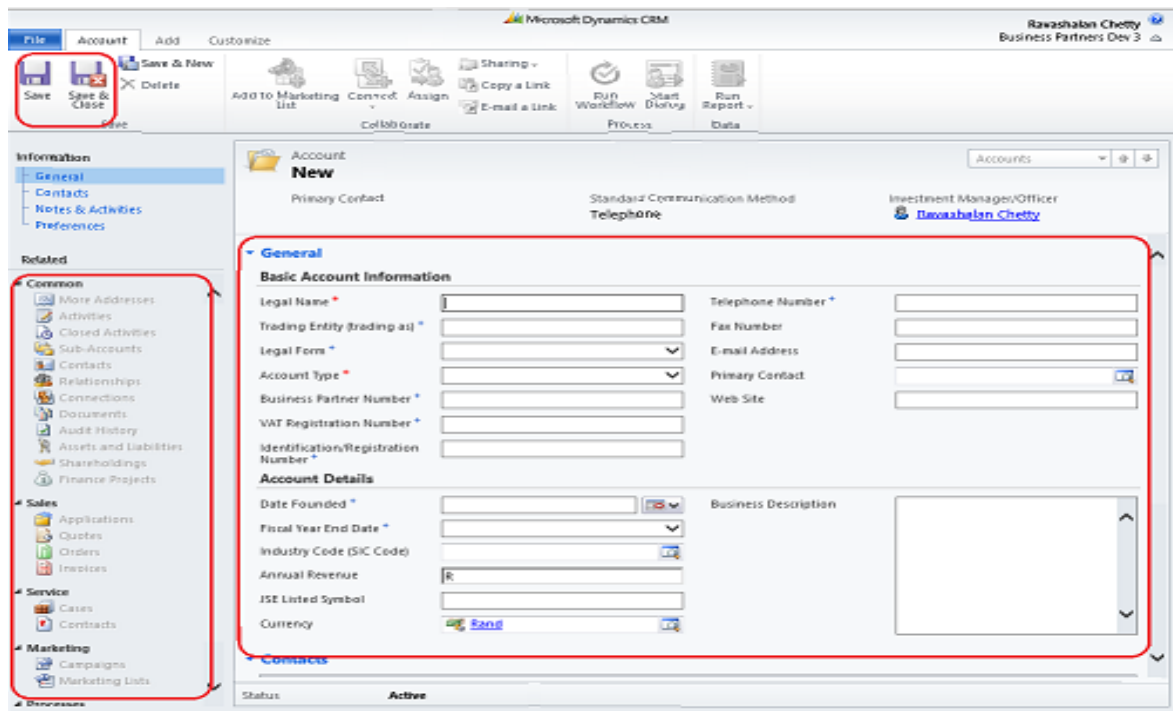 Microsoft Dynamics CRM
Ravashalan Chetty
Business Partners Dev 3
File Account Add Customize
Save
Save & Close
Save & New
Delete
Save
Add to Marketing List
Connect
Assign
Sharing
Copy a Link
E-mail a Link
Collaborate
Run Workflow
Start Dialog
Process
Run Report
Data
Information
General
Contacts
Notes & Activities
Preferences
Related
Common
More Addresses
Activities
Closed Activities
Sub-Accounts
Contacts
Relationships
Connections
Documents
Audit History
Assets and Liabilities
Shareholdings
Finance Projects
Sales
Applications
Quotes
Orders
Invoices
Service
Cases
Contracts
Marketing
Campaigns
Marketing Lists
Processes
Account
New
Accounts
Primary Contact
Standard Communication Method
Telephone
Investment Manager/Officer
Ravashalan Chetty
General
Basic Account Information
Legal Name *
Trading Entity (trading as) *
Legal Form *
Account Type *
Business Partner Number *
VAT Registration Number *
Identification/Registration
Number *
Telephone Number *
Fax Number
E-mail Address
Primary Contact
Web Site
Account Details
Date Founded *
Fiscal Year End Date *
Industry Code (SIC Code)
Annual Revenue R
JSE Listed Symbol
Currency Rand
Business Description
Contacts
Status Active